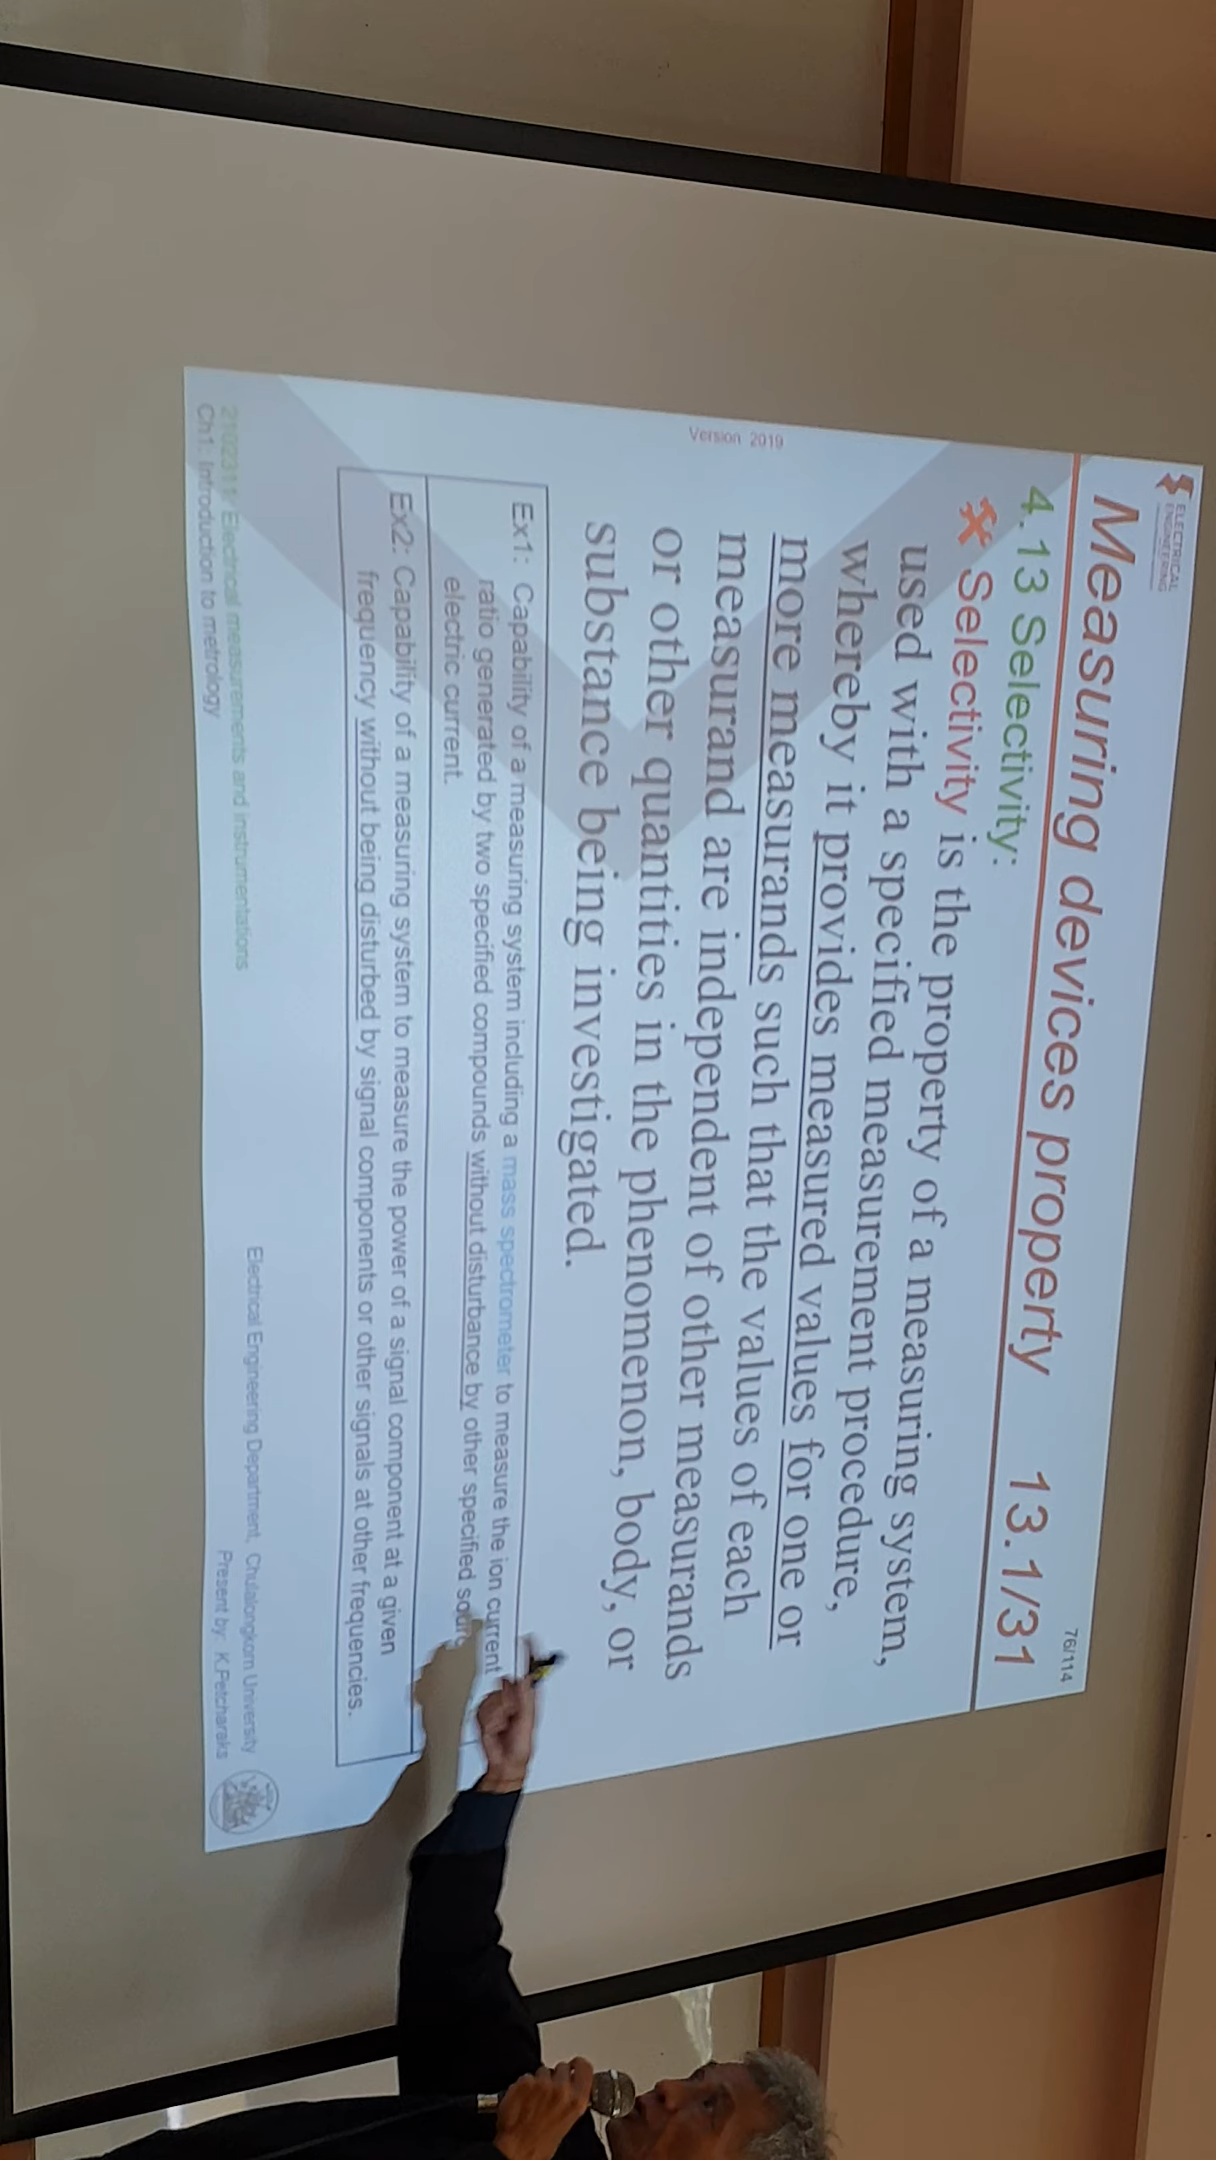 ELECTRICAL
ENGINEERING
76/114
Measuring devices property 13.1/31
4.13 Selectivity:
Selectivity is the property of a measuring system,
used with a specified measurement procedure,
whereby it provides measured values for one or
more measurands such that the values of each
measurand are independent of other measurands
or other quantities in the phenomenon, body, or
substance being investigated.
Version 2019
Ex1: Capability of a measuring system including a mass spectrometer to measure the ion current
ratio generated by two specified compounds without disturbance by other specified
electric current.
Ex2: Capability of a measuring system to measure the power of a signal component at a given
frequency without being disturbed by signal components or other signals at other frequencies.
2102311 Electrical measurements and instrumentations
Ch1: Introduction to metrology
Electrical Engineering Department, Chulalongkorn University
Present by: K.Petcharaks